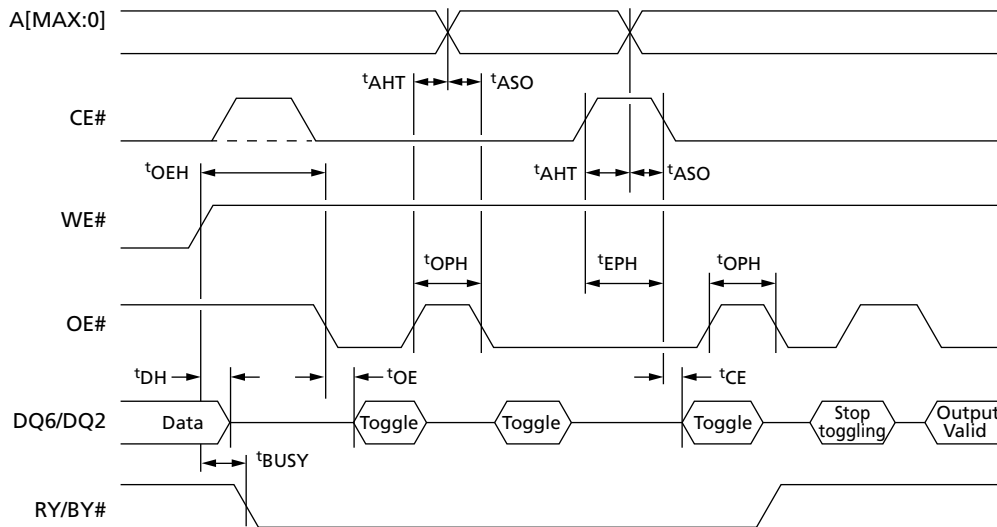 A[MAX:0]
tAHT
tASO
CE#
tOEH
tAHT
tASO
WE#
tOPH
tEPH
tOPH
OE#
tDH
tOE
tCE
DQ6/DQ2
Data
Toggle
Toggle
Toggle
Stop
toggling
Output
Valid
tBUSY
RY/BY#